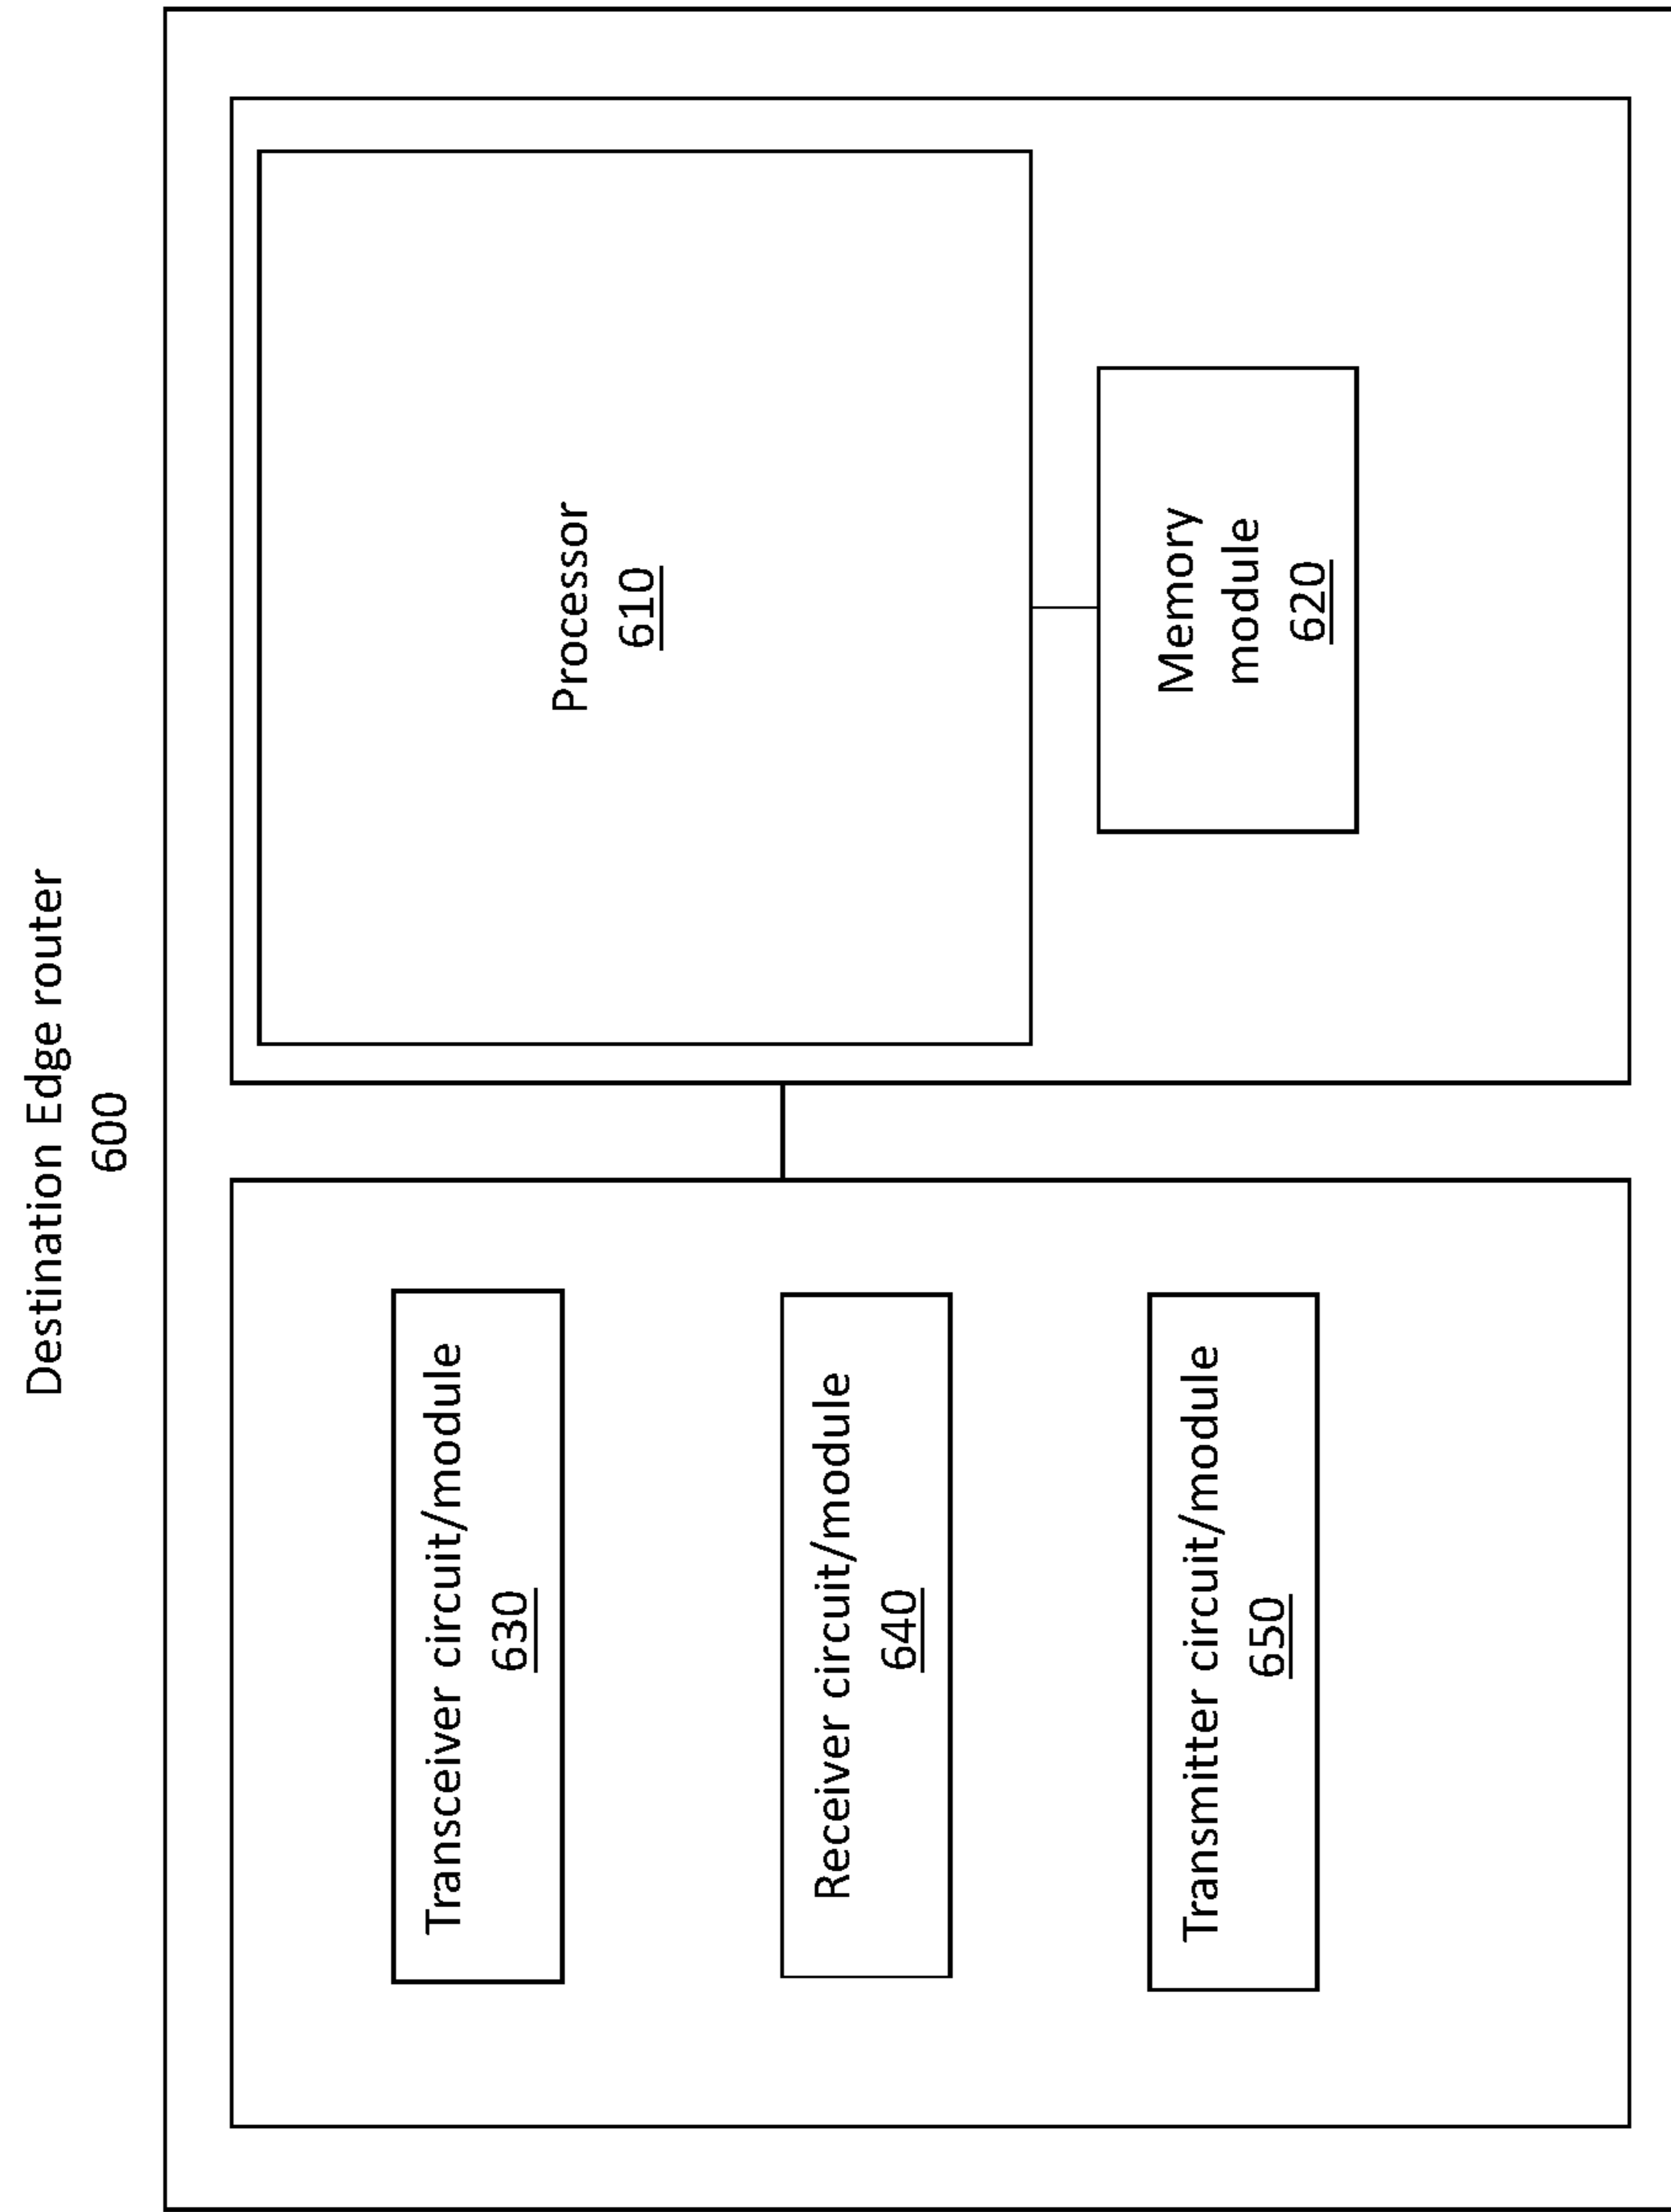 Destination Edge router
600
Transceiver circuit/module
630
Receiver circuit/module
640
Transmitter circuit/module
650
Processor
610
Memory
module
620